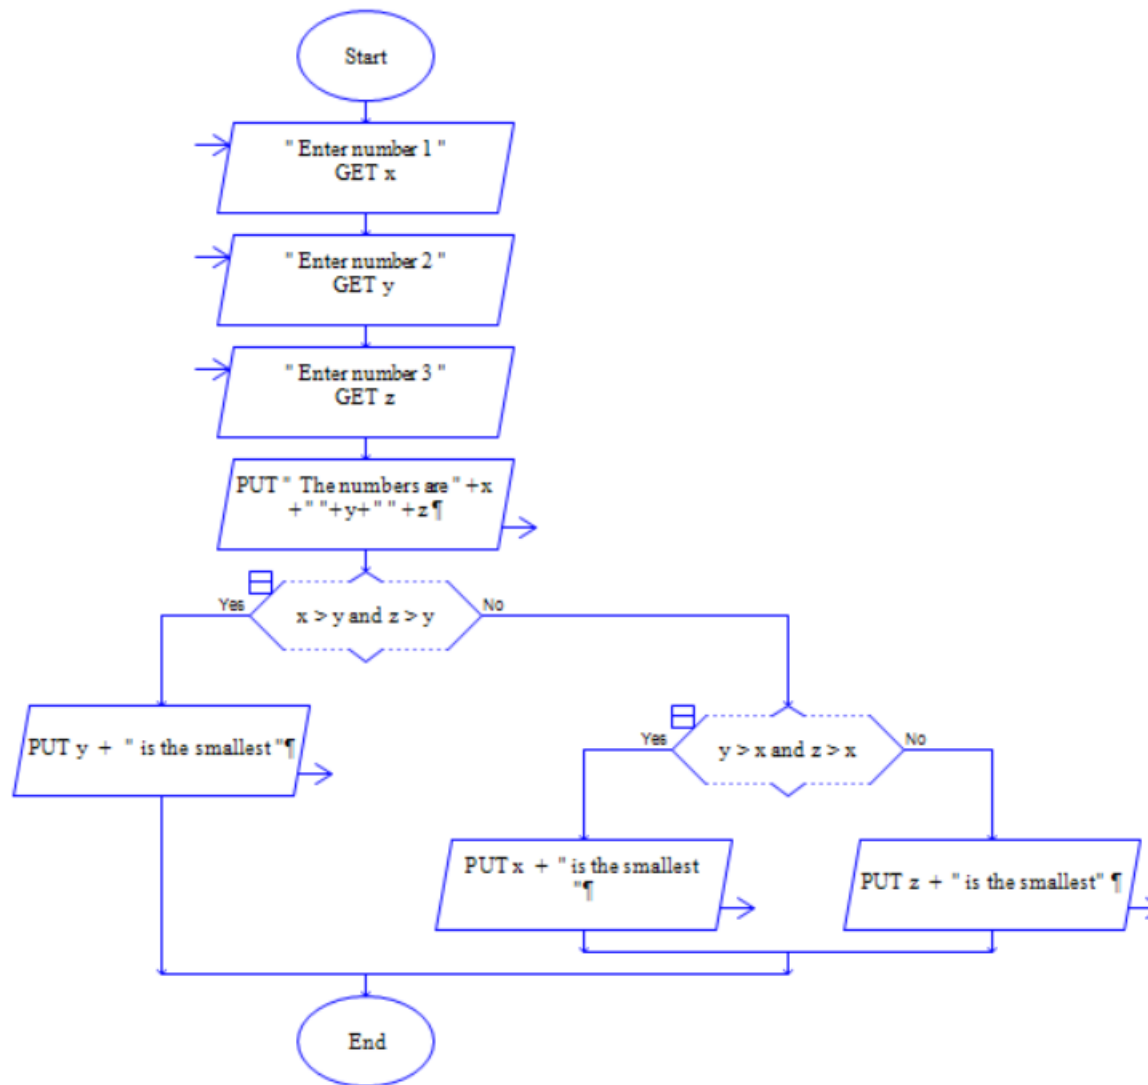 Start
" Enter number 1 "
GET x
" Enter number 2 "
GET y
" Enter number 3 "
GET z
PUT " The numbers are " +x
+" "+y+" " +z¶
Yes
x > y and z > y
No
PUT y + " is the smallest "¶
Yes
y > x and z > x
No
PUT x + " is the smallest
"¶
PUT z + " is the smallest" ¶
End